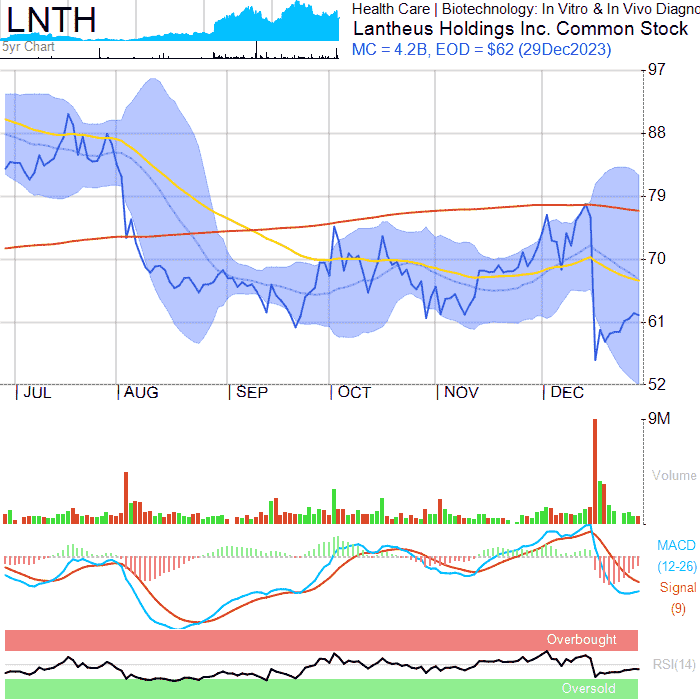 LNTH
5yr Chart
Health Care | Biotechnology: In Vitro & In Vivo Diagno
Lantheus Holdings Inc. Common Stock
MC = 4.2B, EOD = $62 (29Dec2023)
97
88
79
70
61
52
JUL AUG SEP OCT NOV DEC
9M
Volume
MACD
(12-26)
Signal
(9)
Overbought
RSI(14)
Oversold